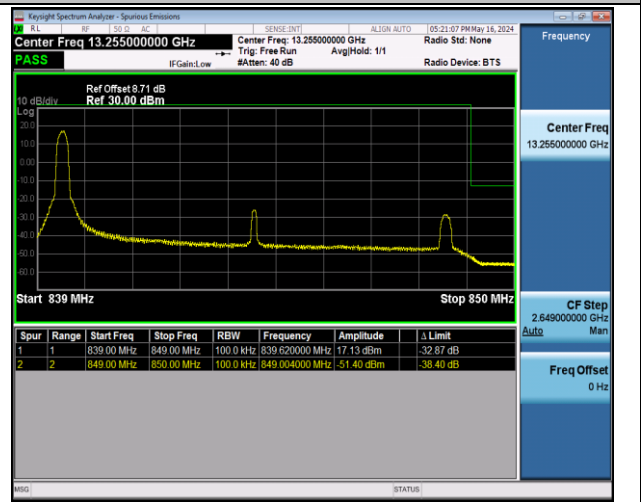 Keysight Spectrum Analyzer - Spurious Emissions
RL RF 50 Ω AC SENSE:INT ALIGN AUTO 05:21:07 PM May 16, 2024
Center Freq 13.255000000 GHz Center Freq: 13.255000000 GHz Radio Std: None
Trig: Free Run Avg|Hold: 1/1
PASS IFGain:Low #Atten: 40 dB Radio Device: BTS
Frequency
Ref Offset 8.71 dB
10 dB/div Ref 30.00 dBm
Log
20.0
10.0
0.00
-10.0
-20.0
-30.0
-40.0
-50.0
-60.0
Start 839 MHz Stop 850 MHz
Center Freq
13.255000000 GHz
CF Step
2.649000000 GHz
Auto Man
Freq Offset
0 Hz
Spur Range Start Freq Stop Freq RBW Frequency Amplitude Δ Limit
1 1 839.00 MHz 849.00 MHz 100.0 kHz 839.620000 MHz 17.13 dBm -32.87 dB
2 2 849.00 MHz 850.00 MHz 100.0 kHz 849.004000 MHz -51.40 dBm -38.40 dB
MSG STATUS